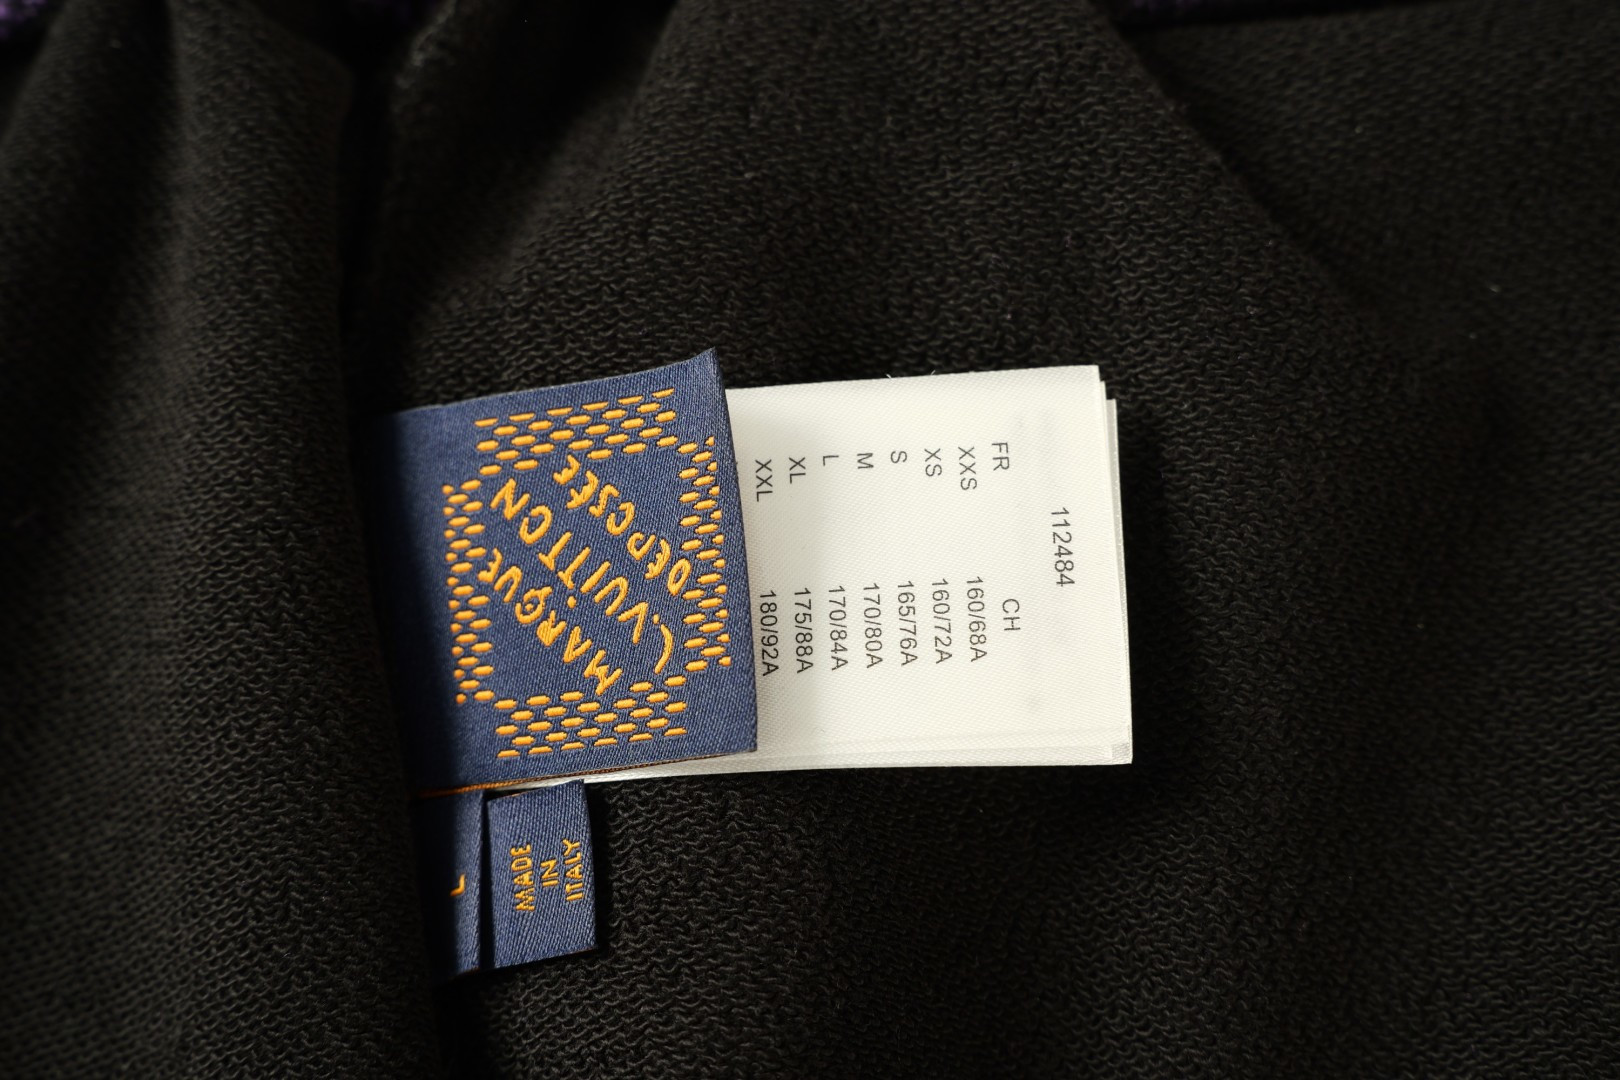 112484
FR CH
XXS 160/68A
XS 160/72A
S 165/76A
M 170/80A
L 170/84A
XL 175/88A
XXL 180/92A
MARQUE
L.VUITTON
DÉPOSÉE
L
MADE
IN
ITALY